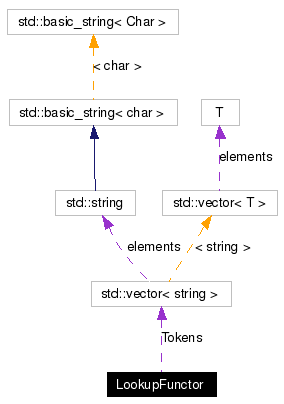 std::basic_string< Char >
< char >
std::basic_string< Char >
T
elements
std::string
std::vector< T >
elements
< string >
std::vector< string >
Tokens
LookupFunctor